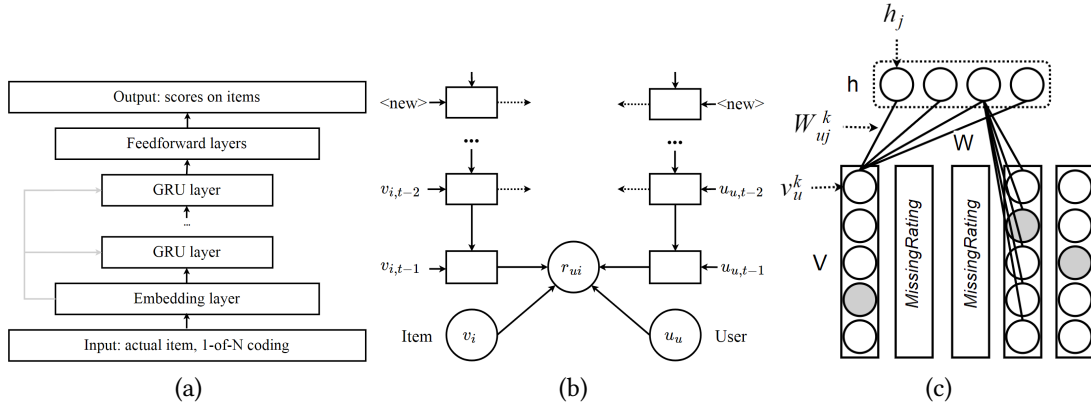 Output: scores on items
Feedforward layers
GRU layer
...
GRU layer
Embedding layer
Input: actual item, 1-of-N coding
(a)
<new>
<new>
...
...
v_{i,t−2}
u_{u,t−2}
v_{i,t−1}
r_{ui}
u_{u,t−1}
Item
v_i
u_u
User
(b)
h_j
h
W^k_{uj}
W
v^k_u
V
MissingRating
MissingRating
(c)